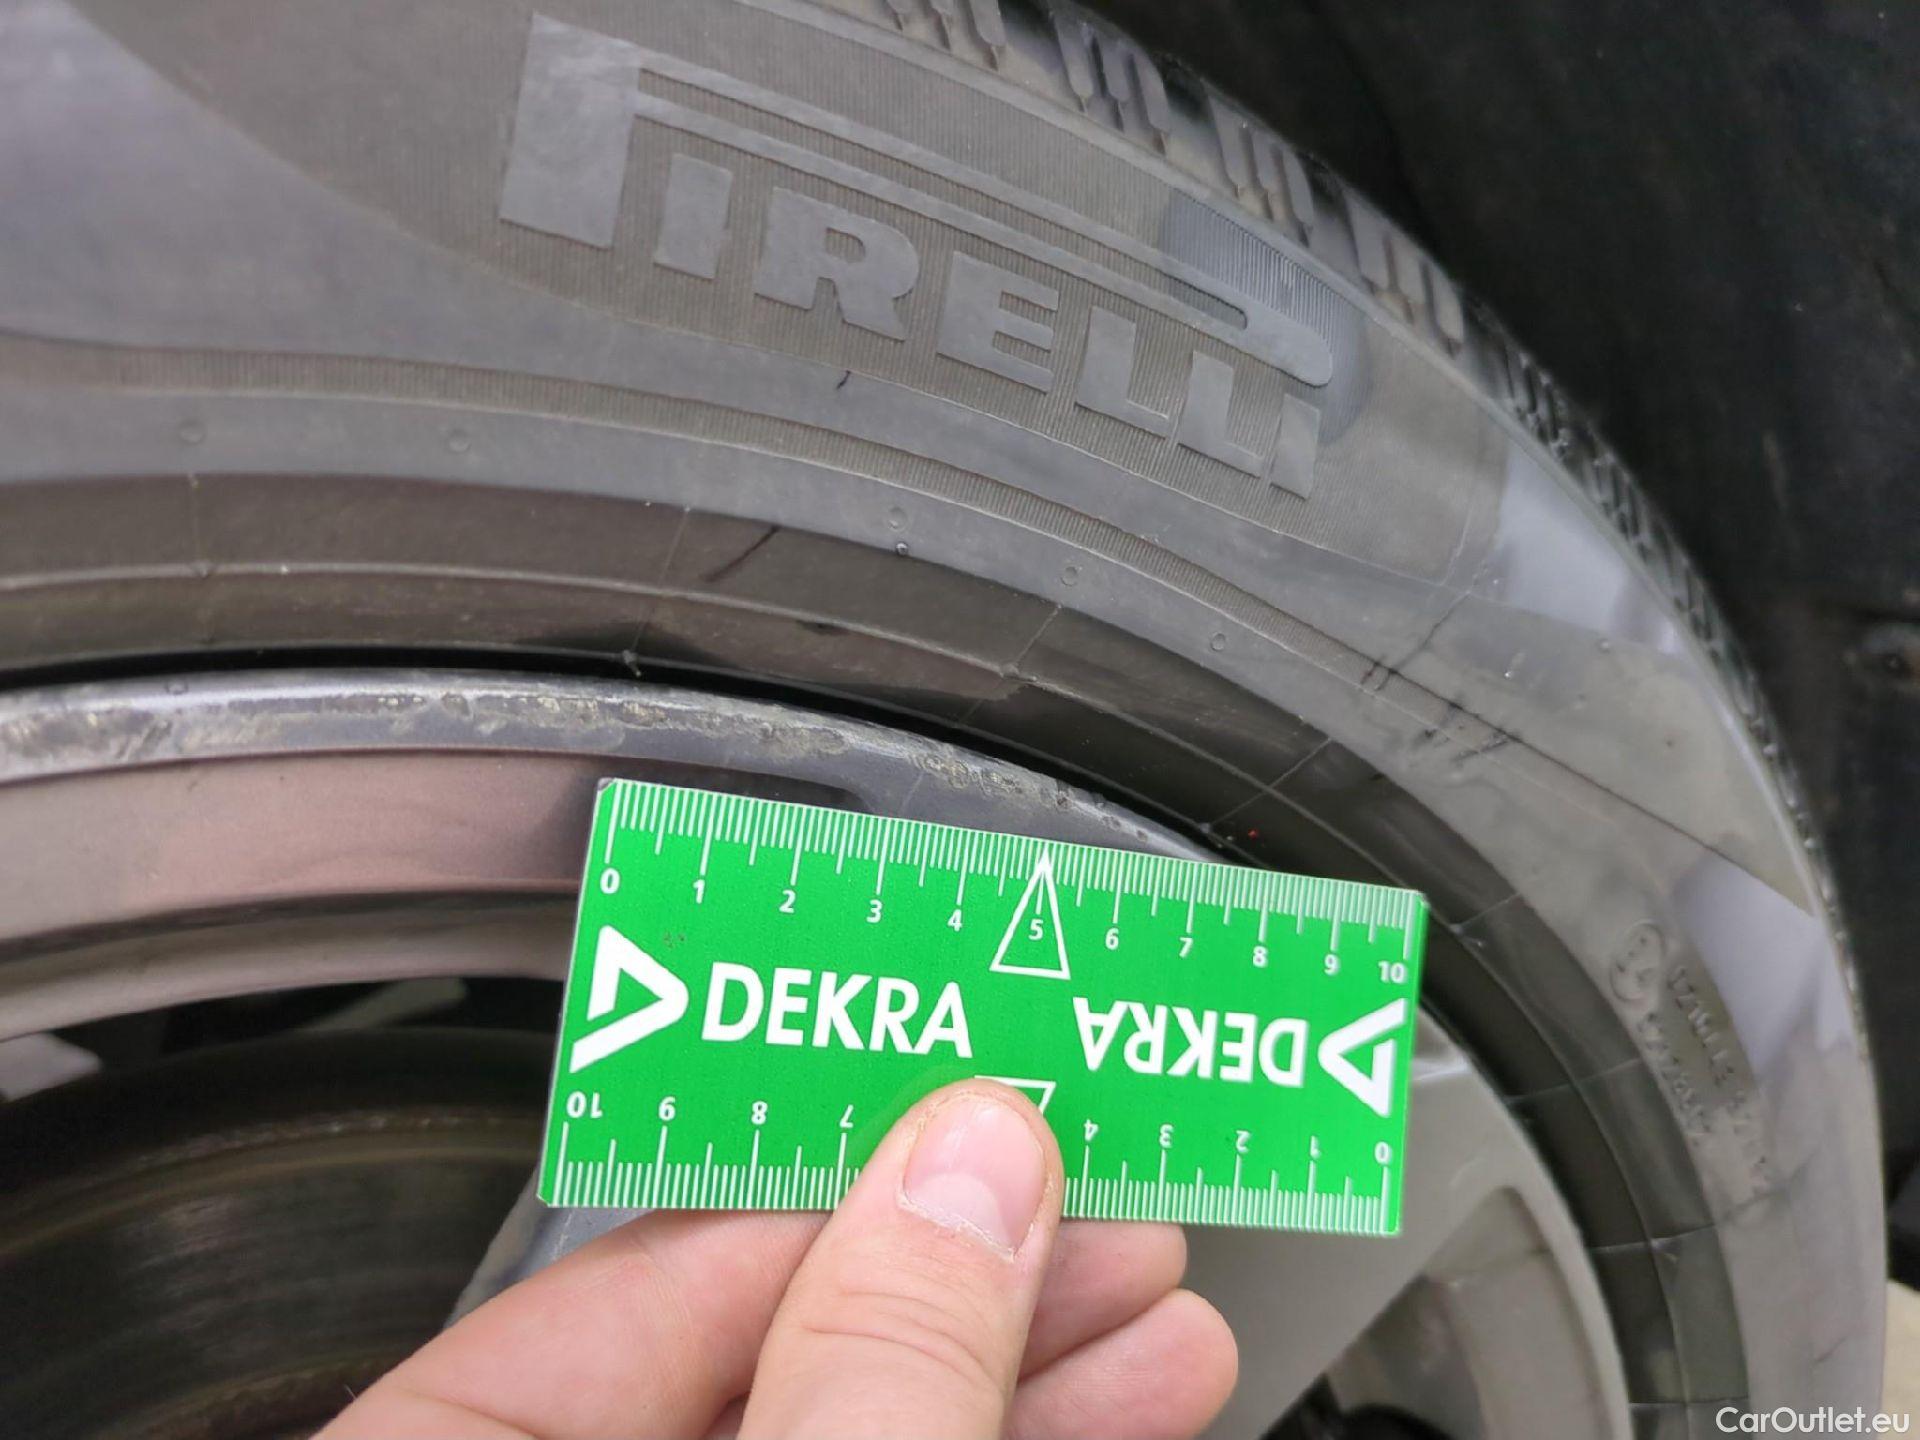 PIRELLI
0 1 2 3 4 5 6 7 8 9 10
DEKRA DEKRA
10 9 8 7 4 3 2 1 0
CarOutlet.eu